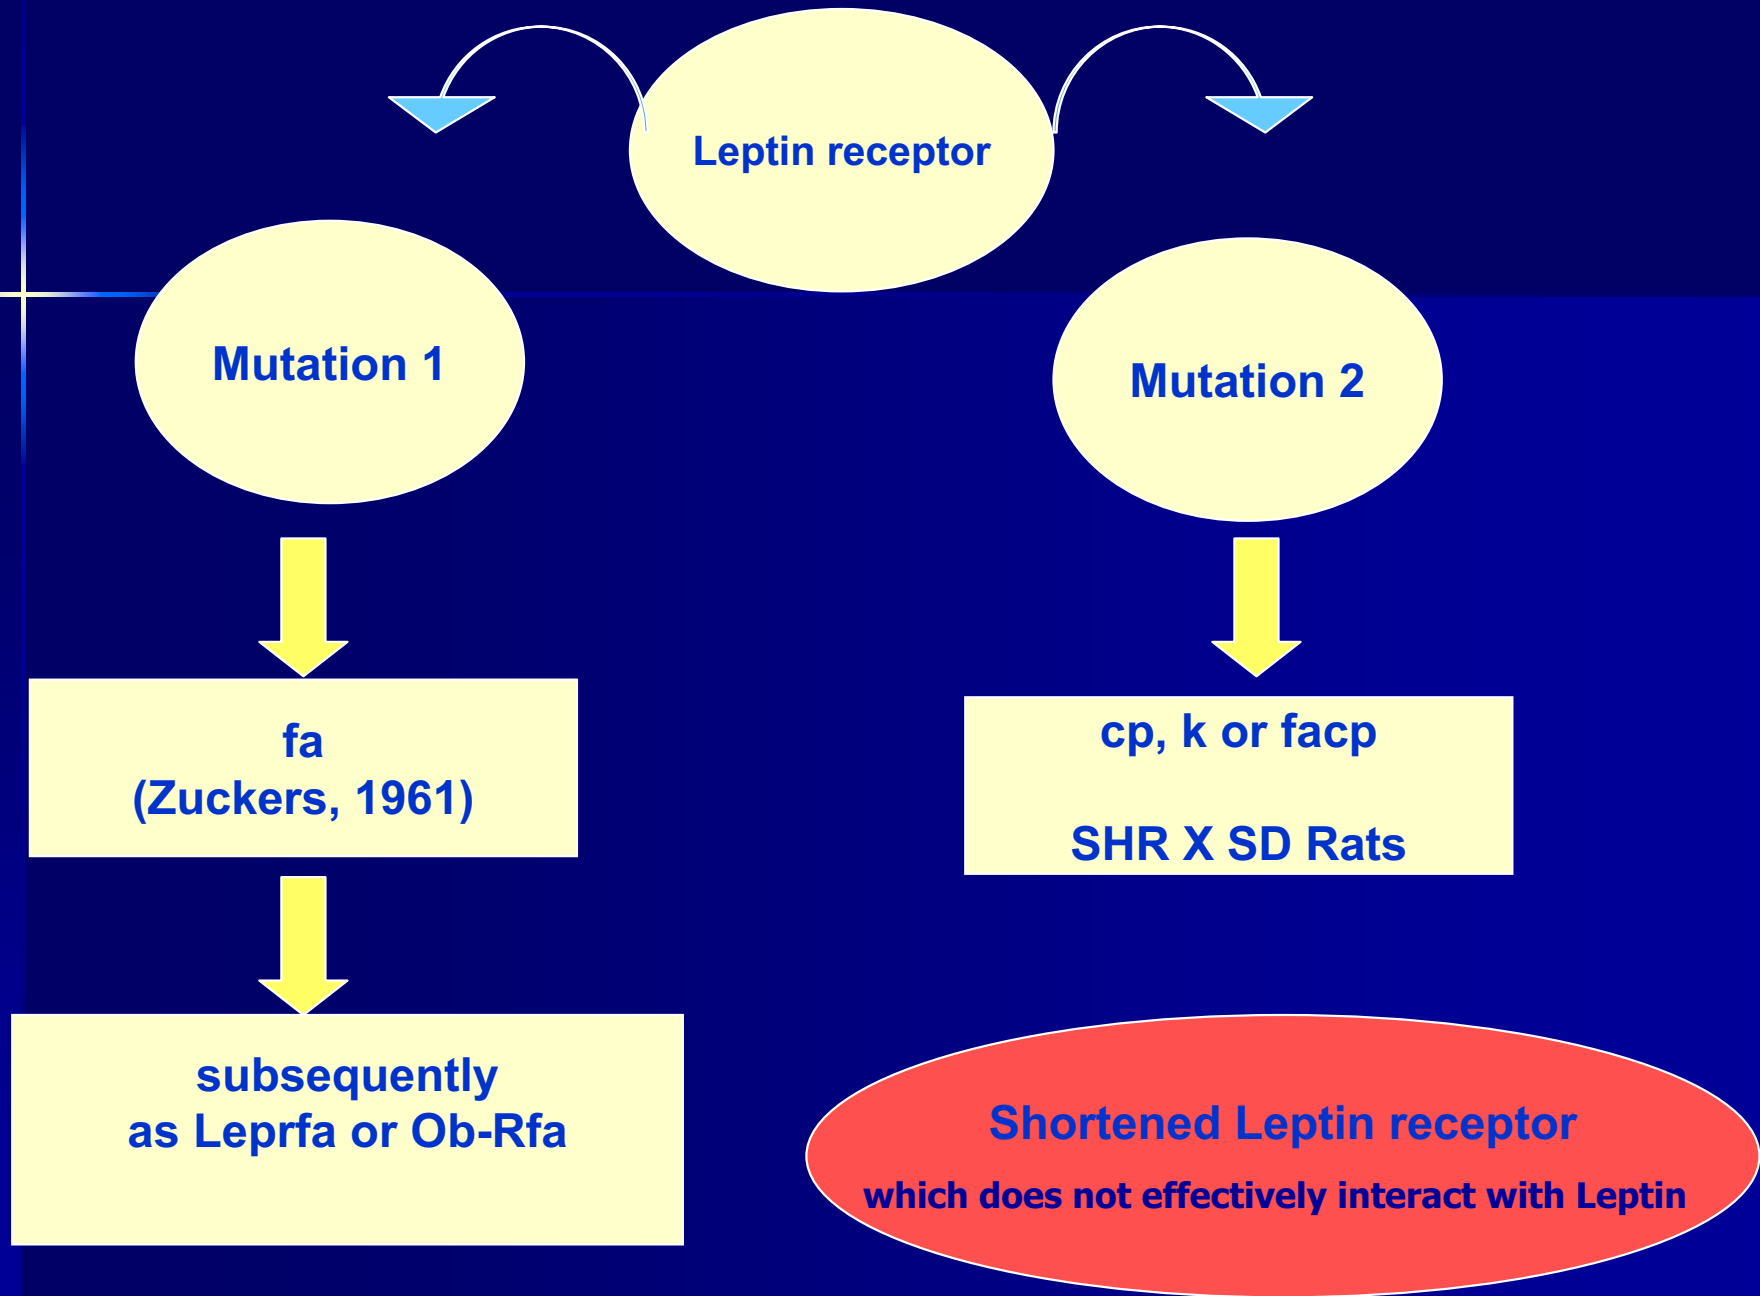 Leptin receptor
Mutation 1
Mutation 2
fa
(Zuckers, 1961)
cp, k or facp
SHR X SD Rats
subsequently
as Leprfa or Ob-Rfa
Shortened Leptin receptor
which does not effectively interact with Leptin